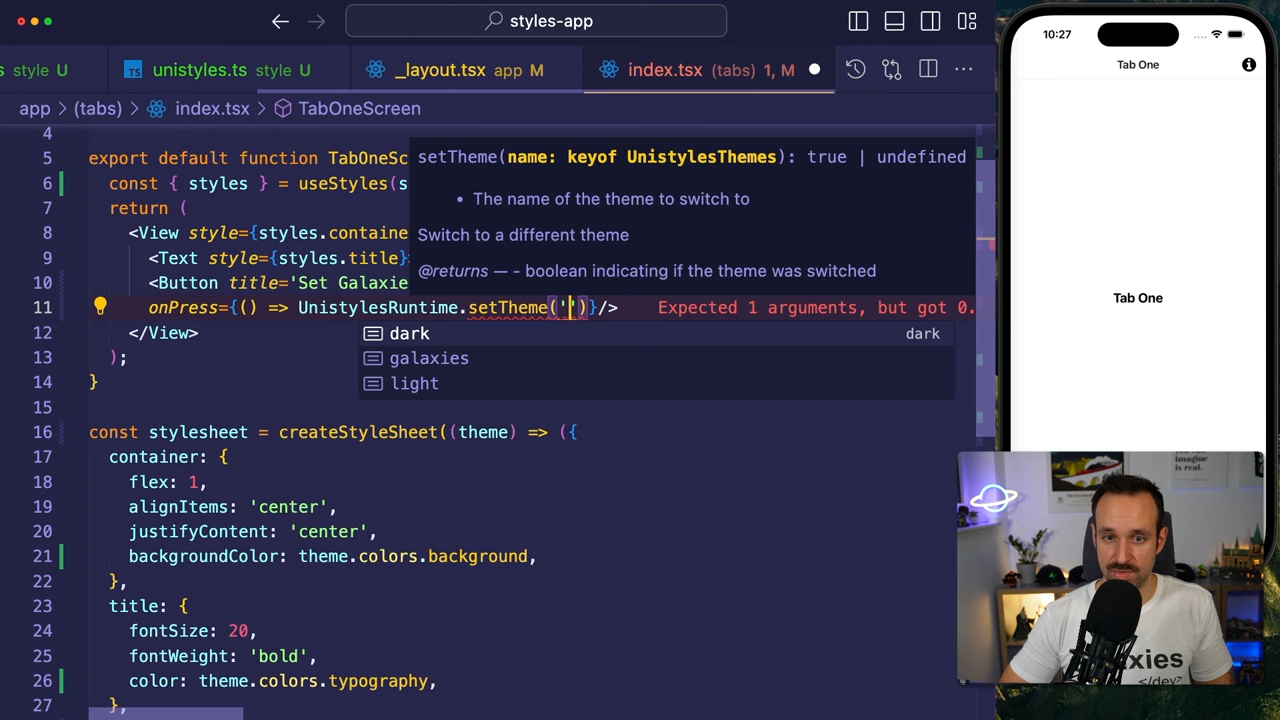 styles-app
s style U
TS unistyles.ts style U
_layout.tsx app M
index.tsx (tabs) 1, M
app > (tabs) > index.tsx > TabOneScreen
4
5 export default function TabOneSc
6 const { styles } = useStyles(s
7 return (
8 <View style={styles.containe
9 <Text style={styles.title}
10 <Button title='Set Galaxie
11 onPress={() => UnistylesRuntime.setTheme('')}/> Expected 1 arguments, but got 0.
12 </View>
13 );
14 }
15
16 const stylesheet = createStyleSheet((theme) => ({
17 container: {
18 flex: 1,
19 alignItems: 'center',
20 justifyContent: 'center',
21 backgroundColor: theme.colors.background,
22 },
23 title: {
24 fontSize: 20,
25 fontWeight: 'bold',
26 color: theme.colors.typography,
27 },
setTheme(name: keyof UnistylesThemes): true | undefined
• The name of the theme to switch to
Switch to a different theme
@returns — - boolean indicating if the theme was switched
dark dark
galaxies
light
10:27
Tab One
Tab One
imagine
is real.
xies
</dev>